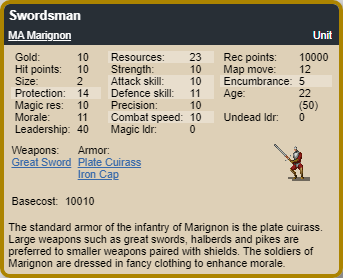 Swordsman
MA Marignon Unit
Gold: 10 Resources: 23 Rec points: 10000
Hit points: 10 Strength: 10 Map move: 12
Size: 2 Attack skill: 10 Encumbrance: 5
Protection: 14 Defence skill: 11 Age: 22
Magic res: 10 Precision: 10 (50)
Morale: 11 Combat speed: 10 Undead ldr: 0
Leadership: 40 Magic ldr: 0
Weapons: Armor:
Great Sword Plate Cuirass
Iron Cap
Basecost: 10010
The standard armor of the infantry of Marignon is the plate cuirass.
Large weapons such as great swords, halberds and pikes are
preferred to smaller weapons paired with shields. The soldiers of
Marignon are dressed in fancy clothing to enhance morale.